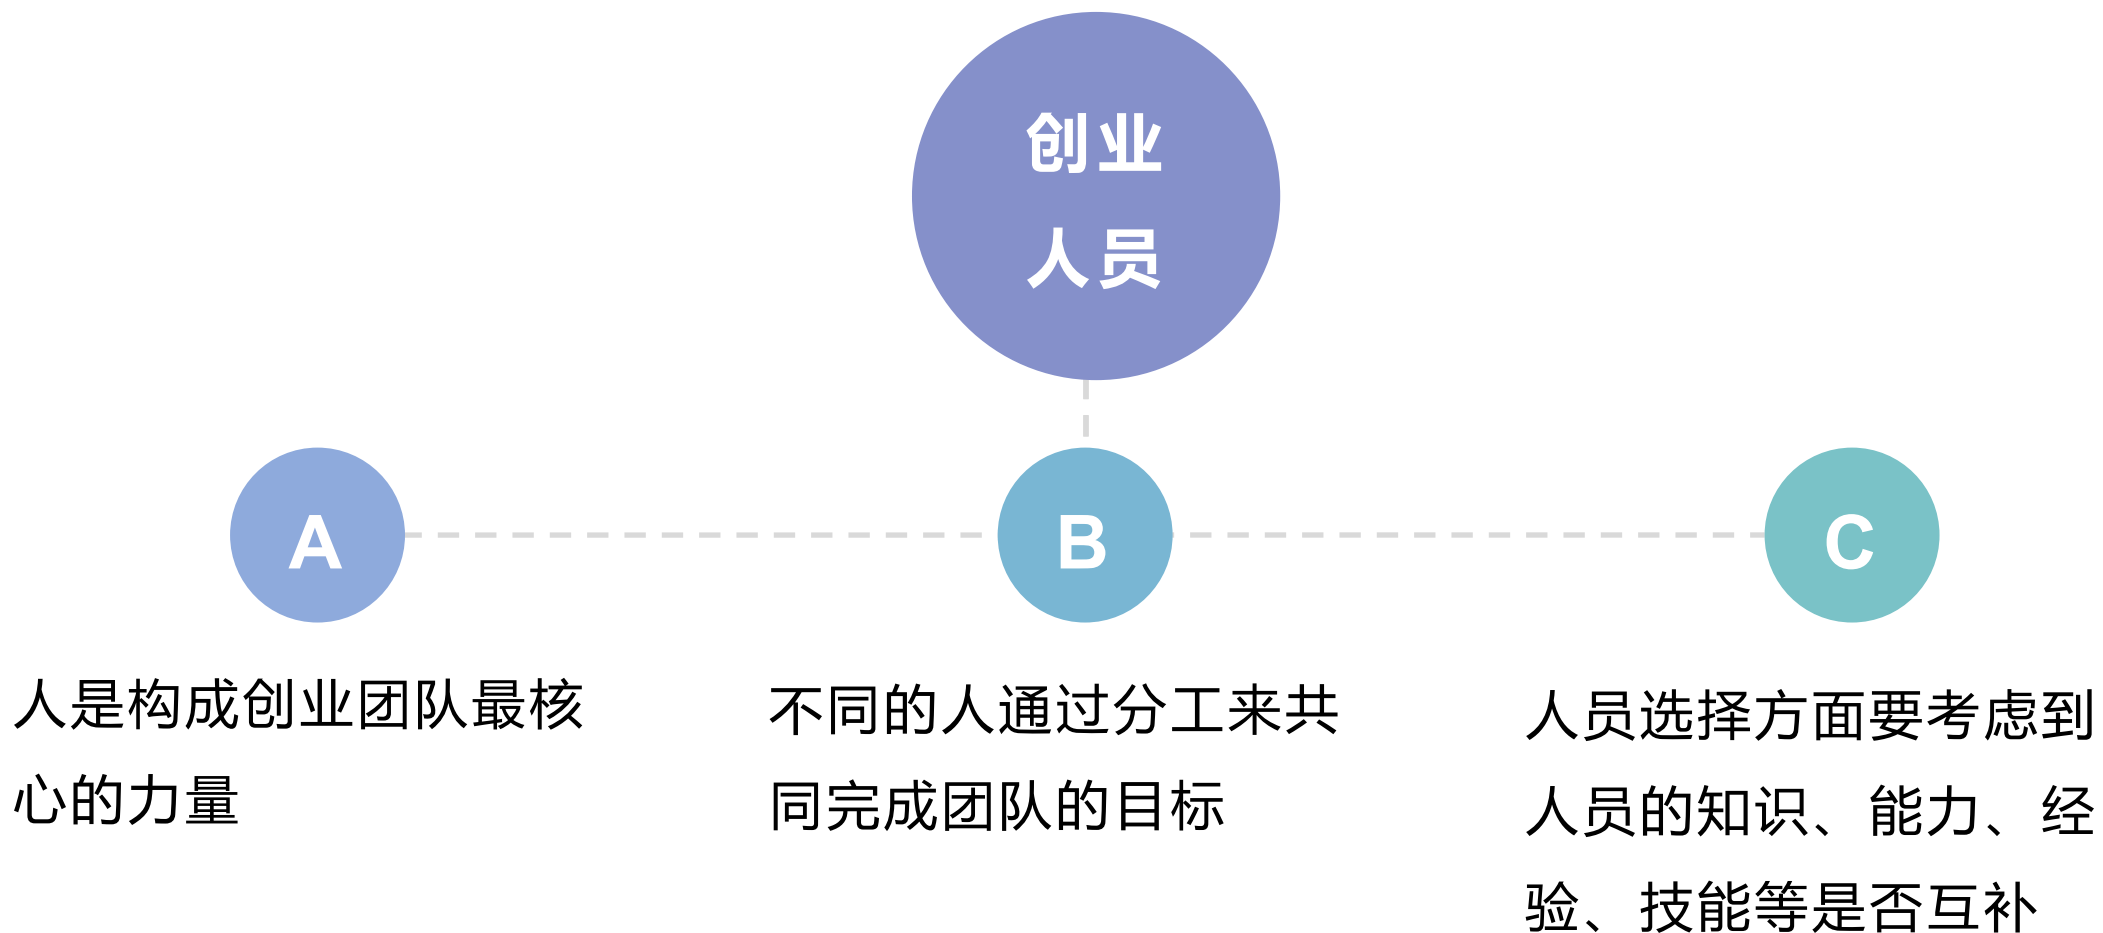 创业
人员
A
B
C
人是构成创业团队最核
心的力量
不同的人通过分工来共
同完成团队的目标
人员选择方面要考虑到
人员的知识、能力、经
验、技能等是否互补